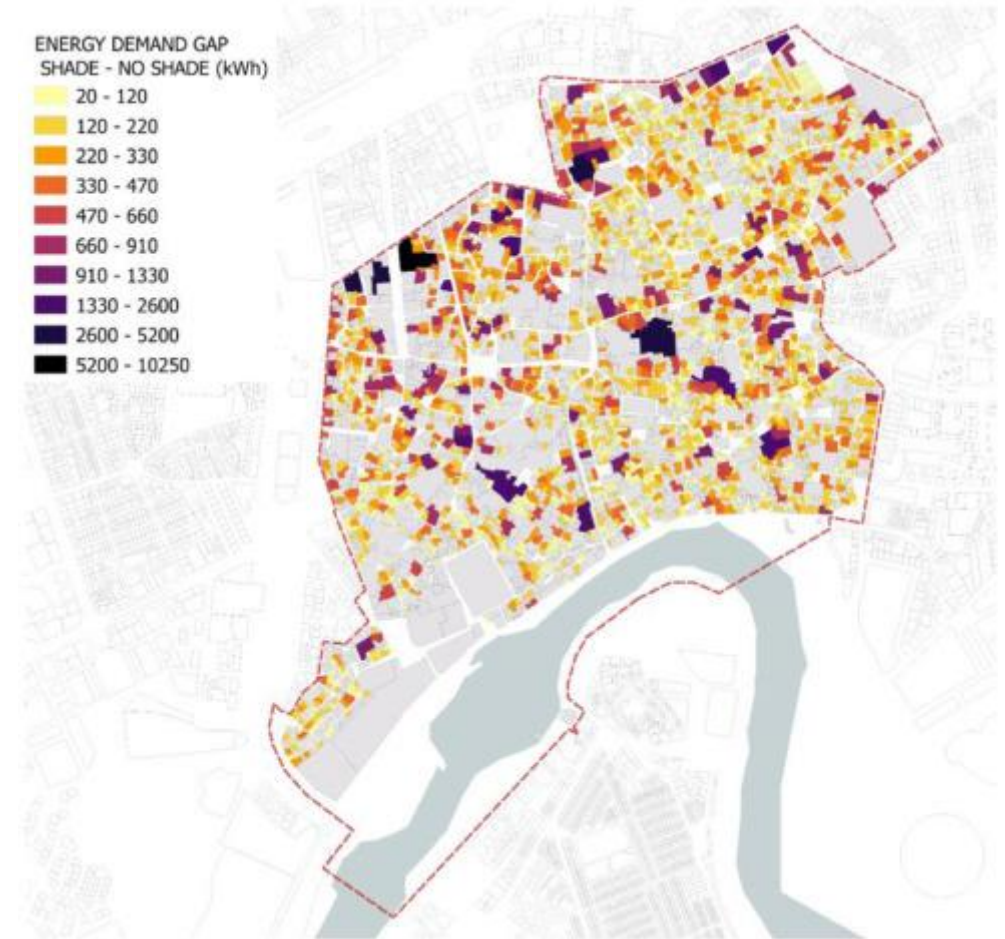 ENERGY DEMAND GAP
SHADE - NO SHADE (kWh)
20 - 120
120 - 220
220 - 330
330 - 470
470 - 660
660 - 910
910 - 1330
1330 - 2600
2600 - 5200
5200 - 10250